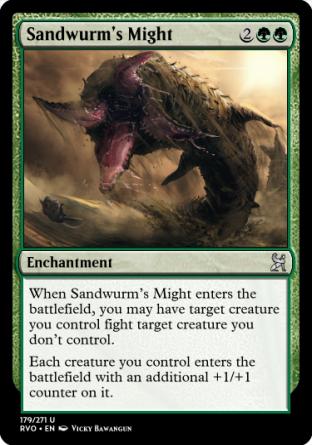 Sandwurm's Might 2
Enchantment
When Sandwurm's Might enters the
battlefield, you may have target creature
you control fight target creature you
don't control.
Each creature you control enters the
battlefield with an additional +1/+1
counter on it.
179/271 U
RVO • EN Vicky Bawangun